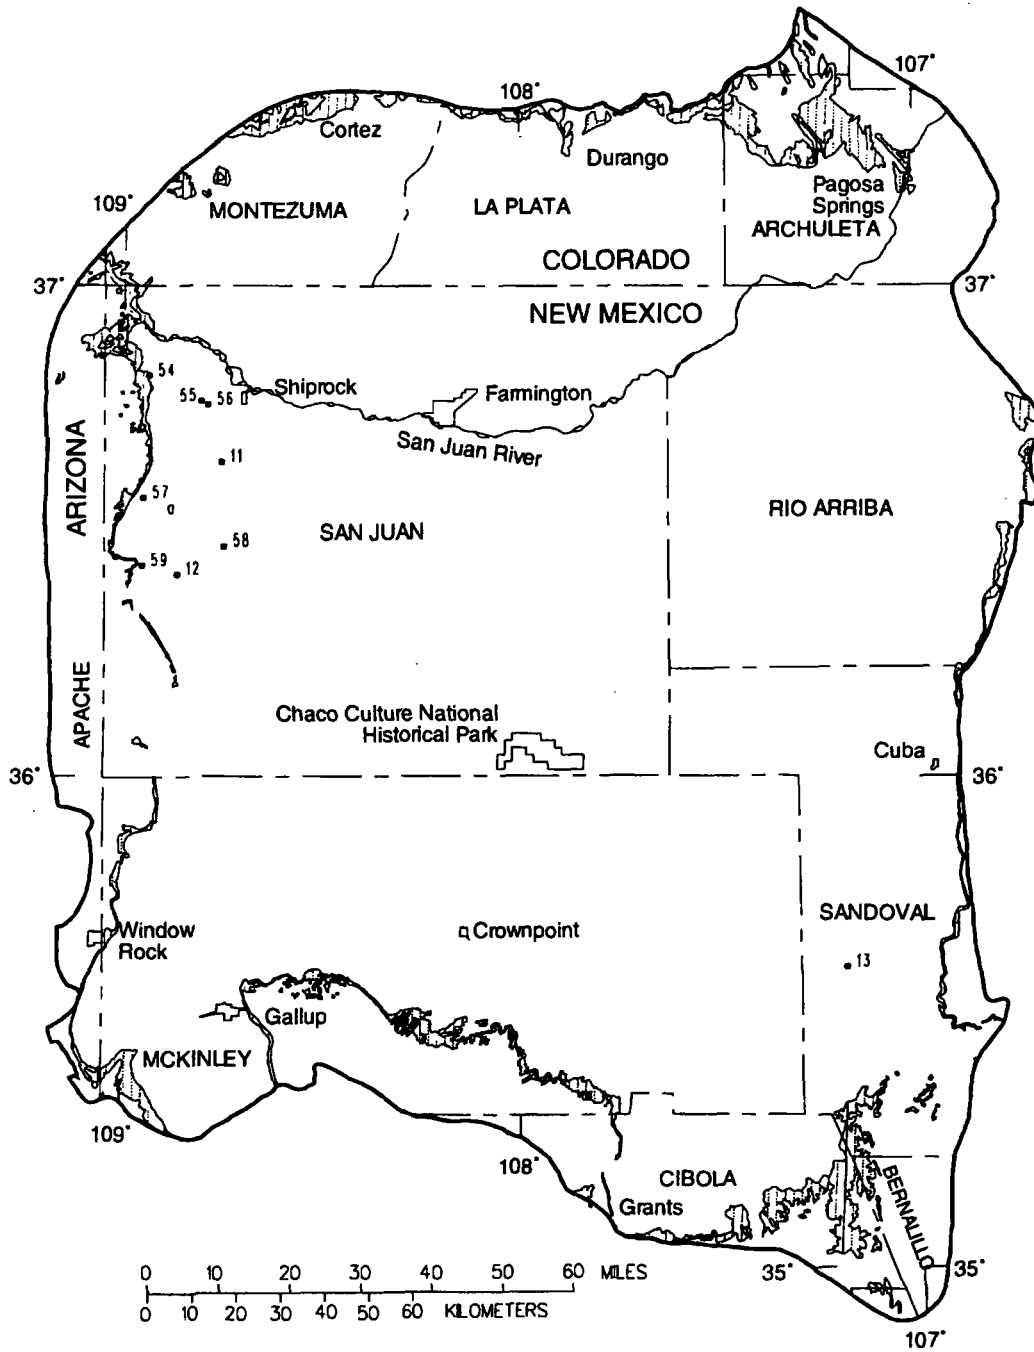 107°
108°
Cortez
Durango
Pagosa
Springs
109°
MONTEZUMA
LA PLATA
ARCHULETA
COLORADO
37°
37°
NEW MEXICO
54
Shiprock
55
56
Farmington
San Juan River
11
ARIZONA
57
RIO ARRIBA
SAN JUAN
58
59
12
APACHE
Chaco Culture National
Historical Park
Cuba
36°
36°
SANDOVAL
Window
Rock
Crownpoint
13
Gallup
MCKINLEY
109°
108°
CIBOLA
BERNALILLO
Grants
35°
35°
0 10 20 30 40 50 60 MILES
0 10 20 30 40 50 60 KILOMETERS
107°